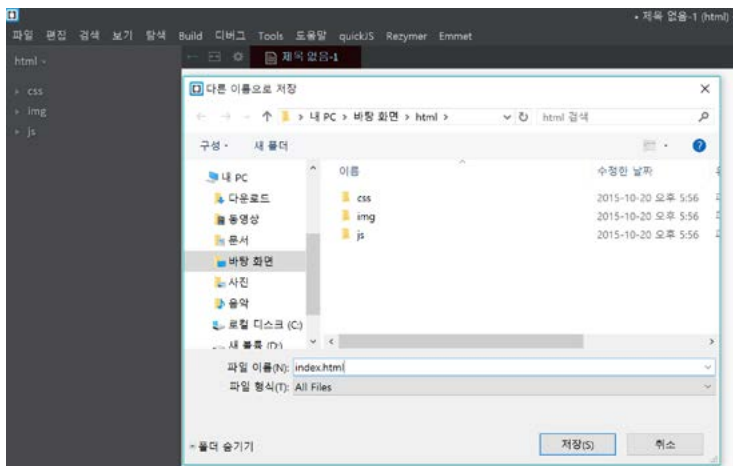 • 제목 없음-1 (html)
파일 편집 검색 보기 탐색 Build 디버그 Tools 도움말 quickJS Rezymer Emmet
html
제목 없음-1
css
img
js
다른 이름으로 저장
내 PC > 바탕 화면 > html >
html 검색
구성
새 폴더
내 PC
다운로드
동영상
문서
바탕 화면
사진
음악
로컬 디스크 (C:)
새 볼륨 (D:)
이름 수정한 날짜
css 2015-10-20 오후 5:56
img 2015-10-20 오후 5:56
js 2015-10-20 오후 5:56
파일 이름(N): index.html
파일 형식(T): All Files
폴더 숨기기
저장(S) 취소